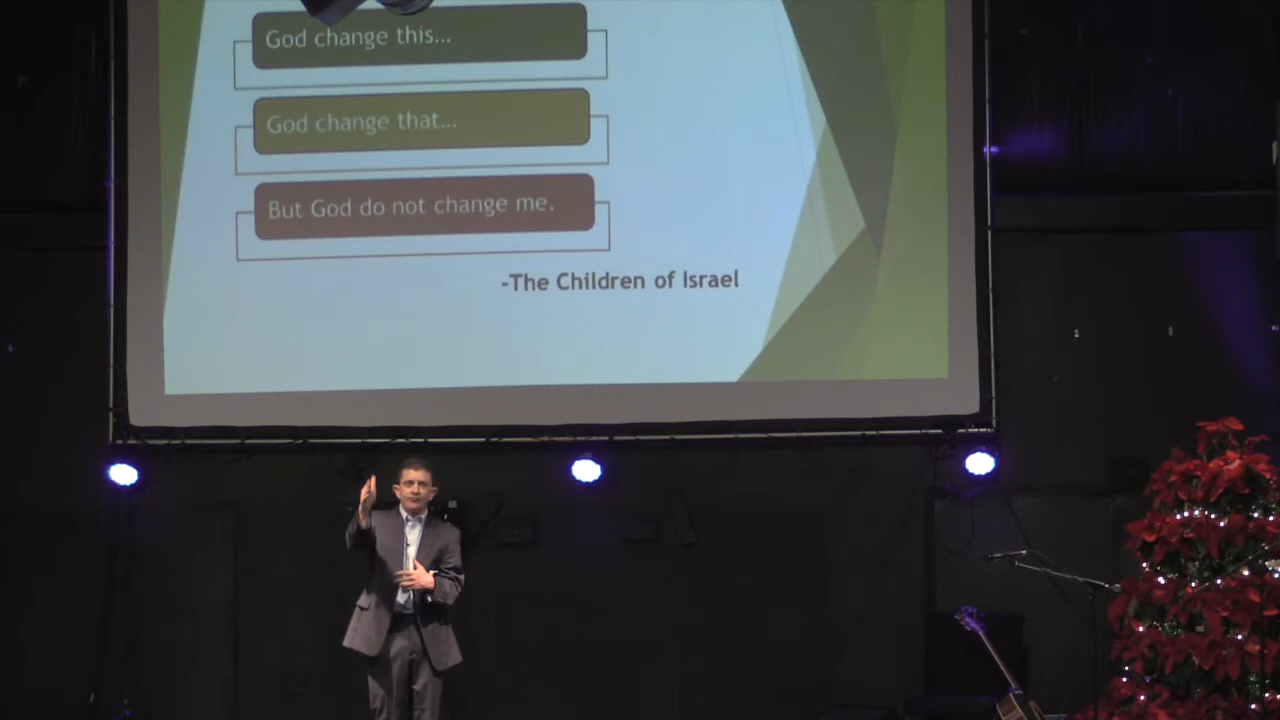 God change this...
God change that...
But God do not change me.
-The Children of Israel